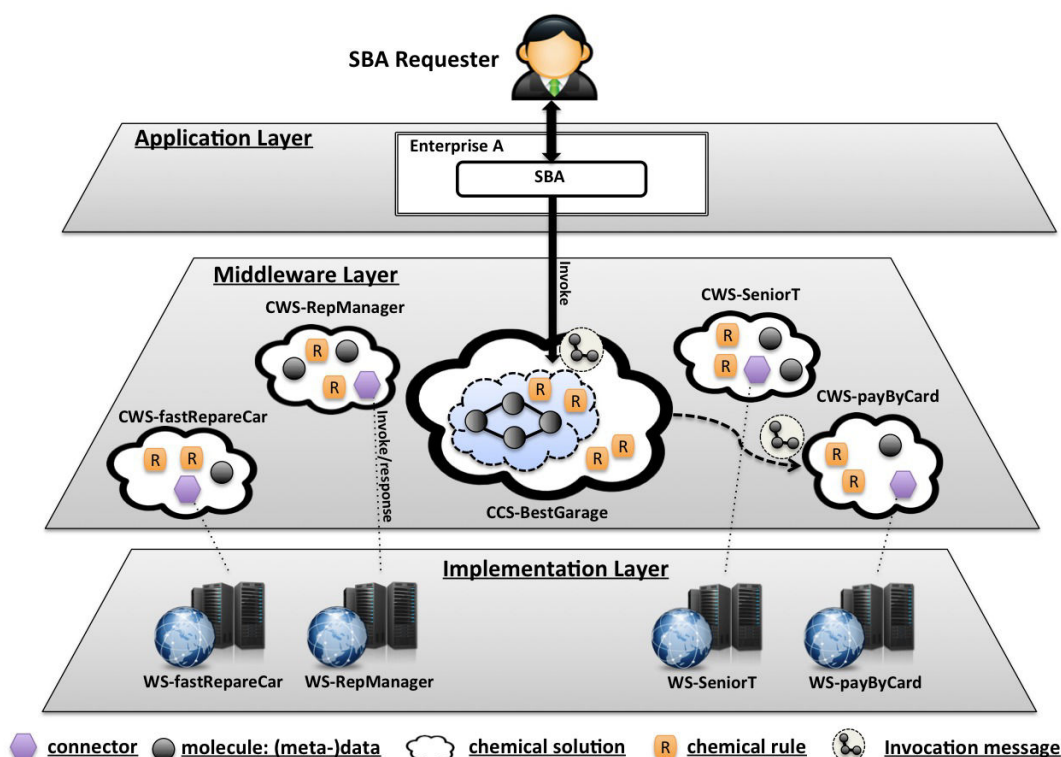 SBA Requester
Application Layer
Enterprise A
SBA
Invoke
Middleware Layer
CWS-RepManager
R
R
CWS-SeniorT
R
R
CWS-fastRepareCar
R
R
Invoke/response
R
R
R
R
CCS-BestGarage
CWS-payByCard
R
R
Implementation Layer
WS-fastRepareCar
WS-RepManager
WS-SeniorT
WS-payByCard
connector
molecule: (meta-)data
chemical solution
R
chemical rule
Invocation message